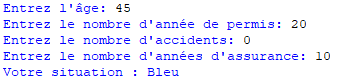 Entrez l'âge: 45
Entrez le nombre d'année de permis: 20
Entrez le nombre d'accidents: 0
Entrez le nombre d'années d'assurance: 10
Votre situation : Bleu